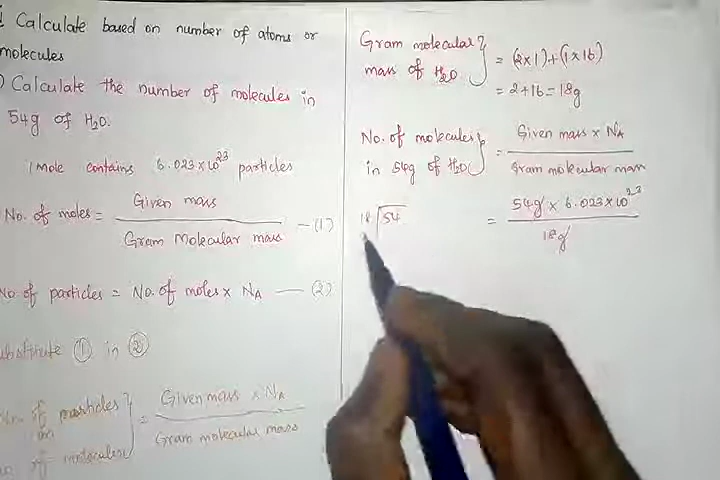 Calculate based on number of atoms or
molecules
) Calculate the number of molecules in
54g of H2O.
1 Mole contains 6.023×10^23 particles
No. of moles = Given mass / Gram Molecular mass — (1)
No. of particles = No. of moles × NA — (2)
Substitute ① in ②
No. of particles
(or)
No. of molecules } = Given mass × NA / Gram molecular mass
Gram molecular
mass of H2O } = (2×1)+(1×16)
= 2+16 = 18g
No. of molecules
in 54g of H2O } = Given mass × NA / Gram molecular mass
18 54
= 54g × 6.023×10^23 / 18g